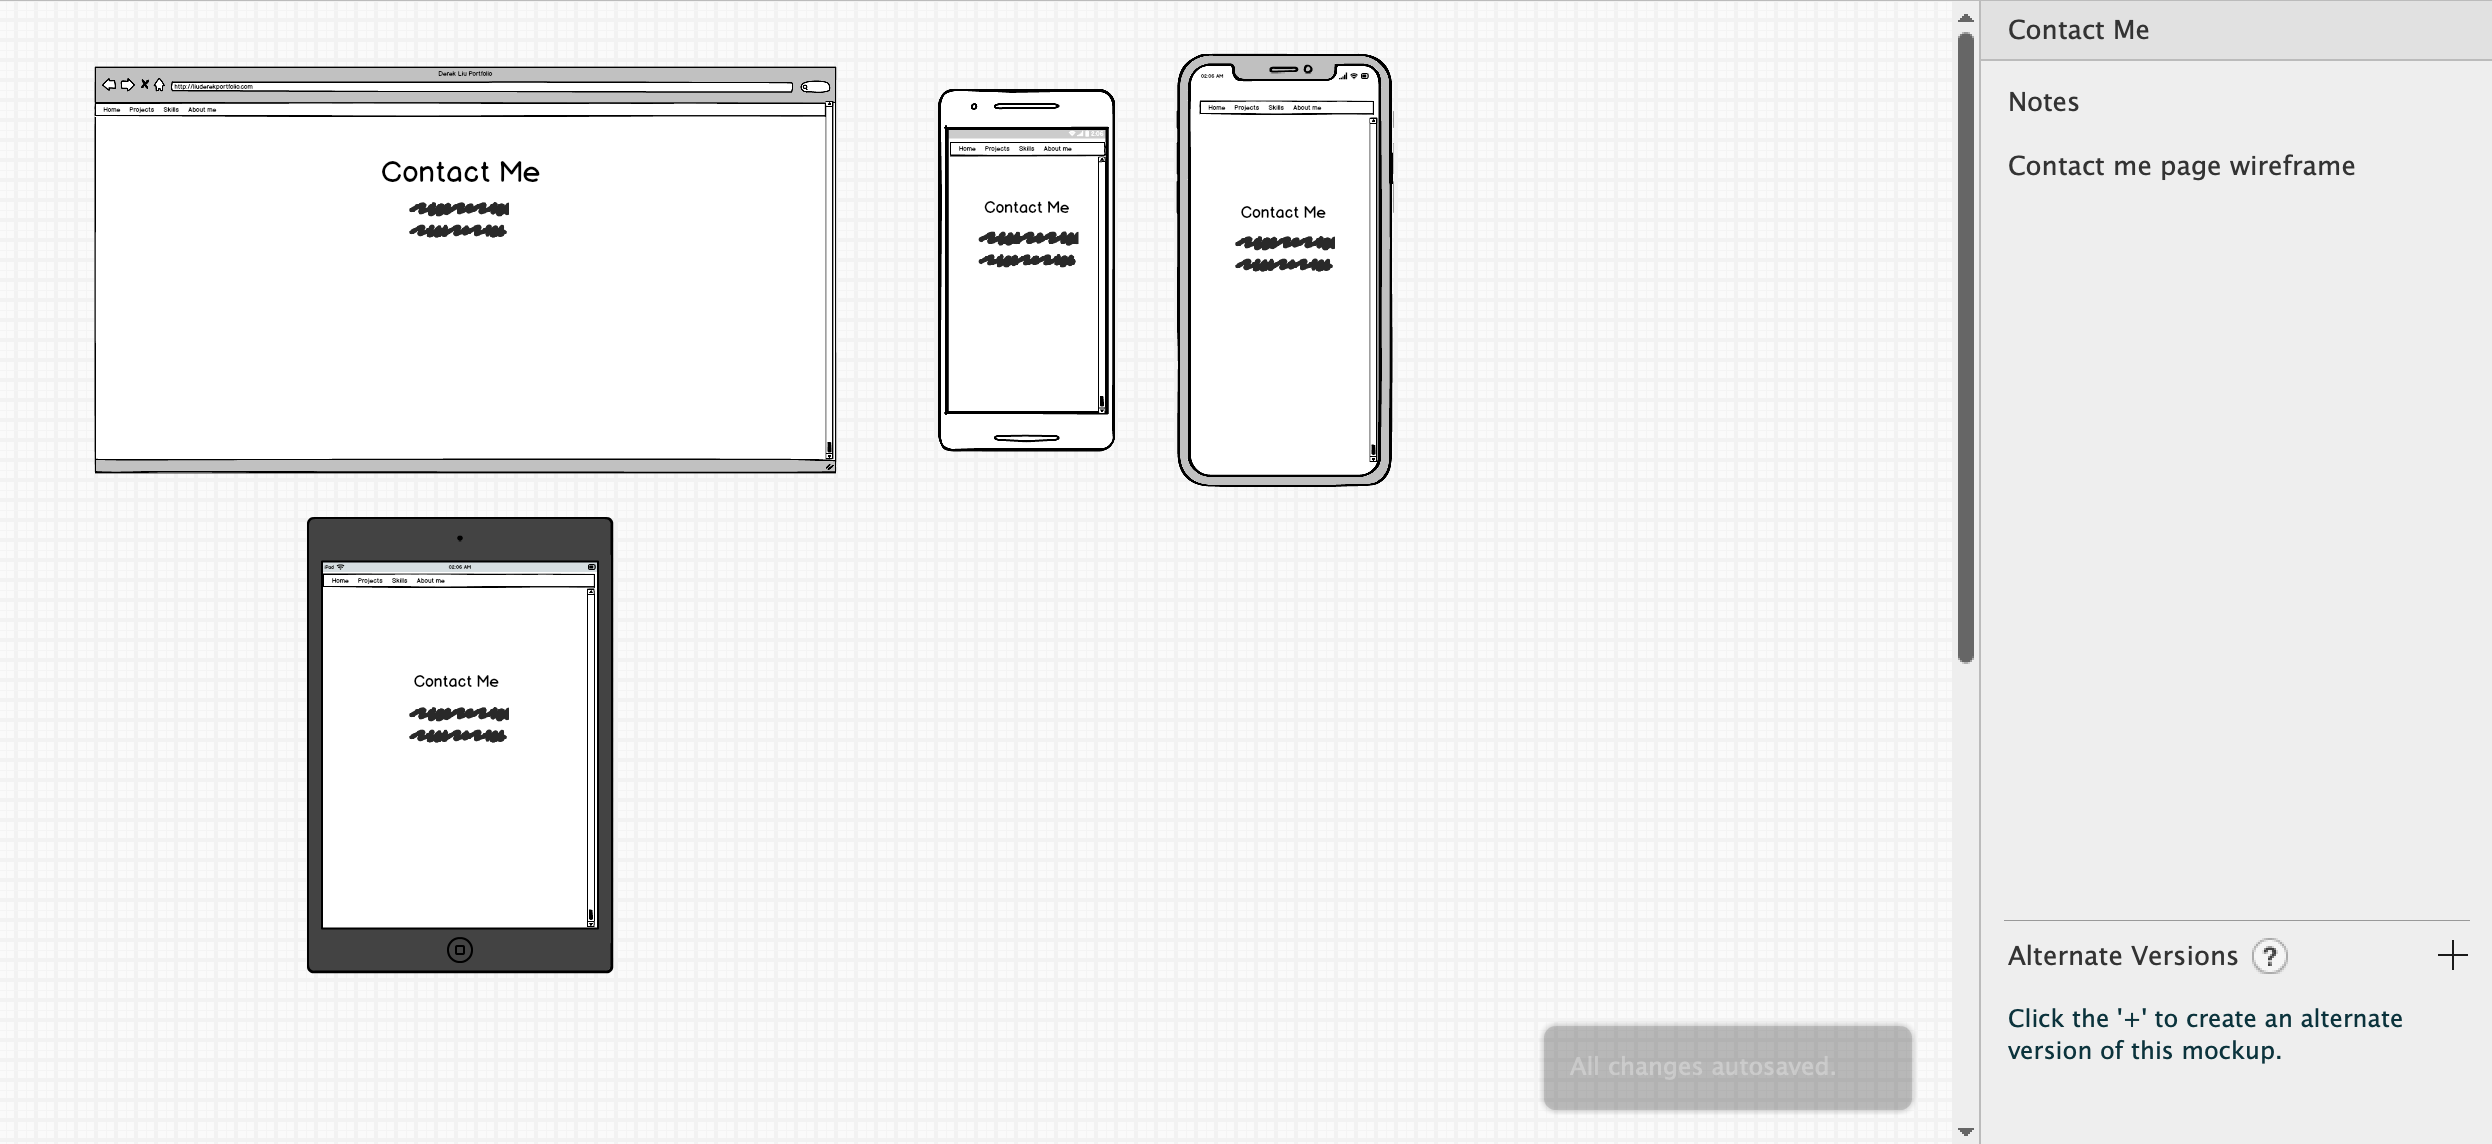 Derek Liu Portfolio
http://liuderekportfolio.com
Home Projects Skills About me
Contact Me
Home Projects Skills About me
Contact Me
02:06 AM
Home Projects Skills About me
Contact Me
iPad 02:06 AM
Home Projects Skills About me
Contact Me
All changes autosaved.
Contact Me
Notes
Contact me page wireframe
Alternate Versions ?
Click the '+' to create an alternate
version of this mockup.